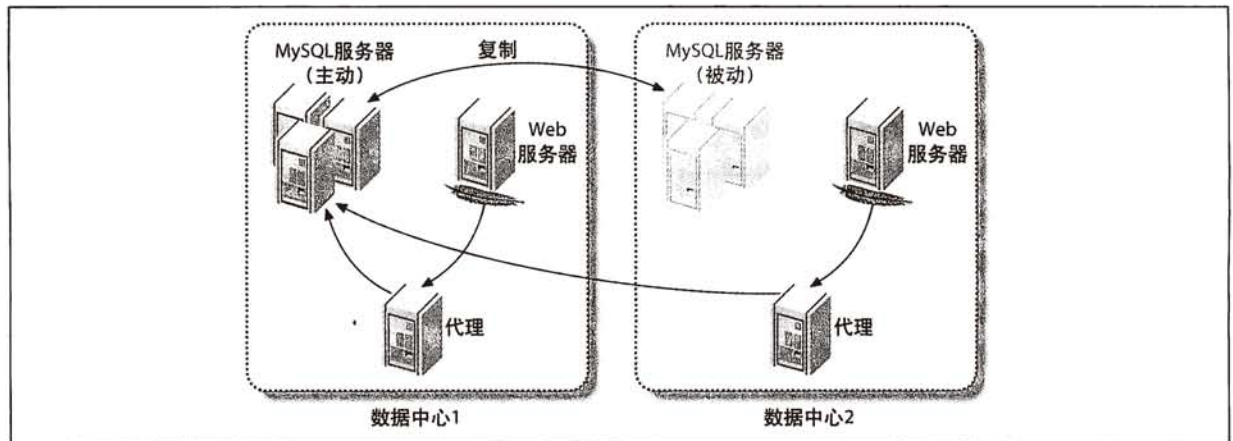 MySQL服务器
（主动）
复制
Web
服务器
代理
数据中心1
MySQL服务器
（被动）
Web
服务器
代理
数据中心2